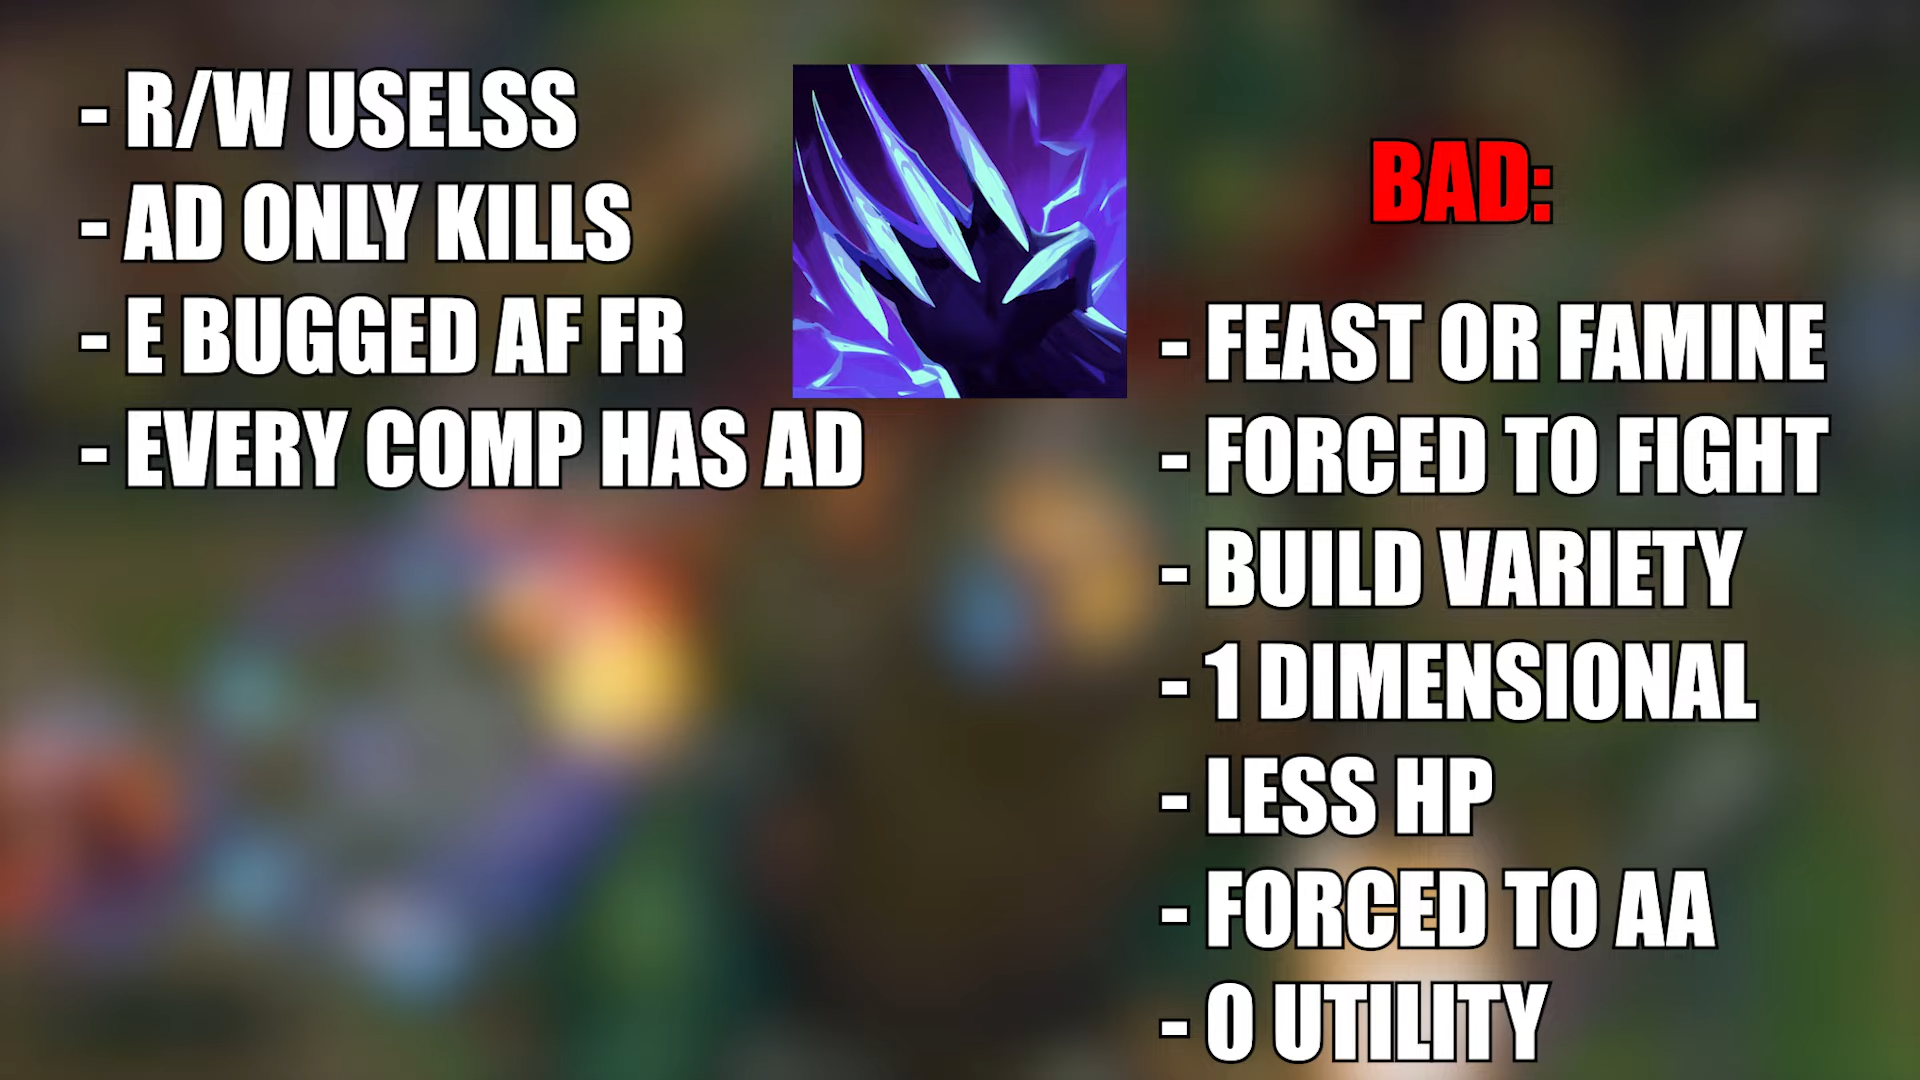 - R/W USELSS
- AD ONLY KILLS
- E BUGGED AF FR
- EVERY COMP HAS AD
BAD:
- FEAST OR FAMINE
- FORCED TO FIGHT
- BUILD VARIETY
- 1 DIMENSIONAL
- LESS HP
- FORCED TO AA
- 0 UTILITY